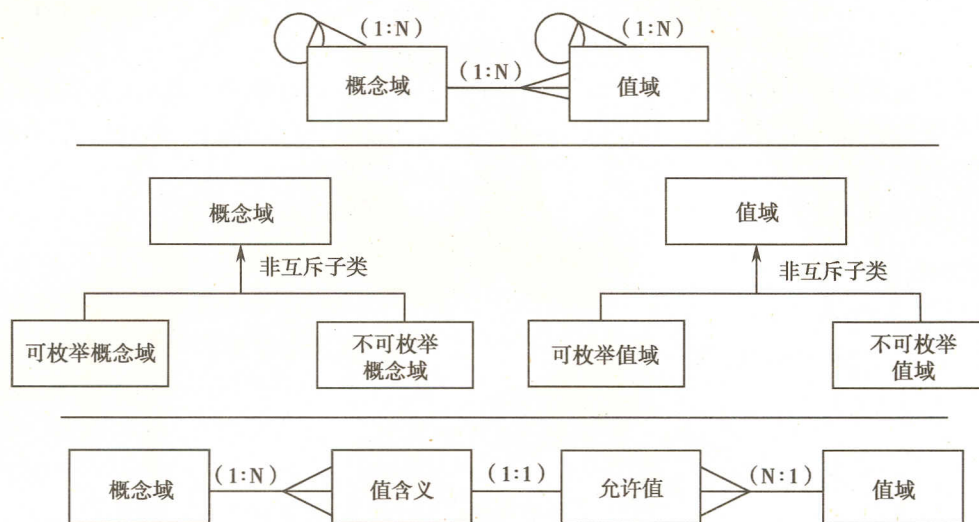 (1:N) (1:N)
概念域 (1:N) 值域
概念域 值域
非互斥子类 非互斥子类
可枚举概念域 不可枚举 可枚举值域 不可枚举
概念域 值域
概念域 (1:N) 值含义 (1:1) 允许值 (N:1) 值域